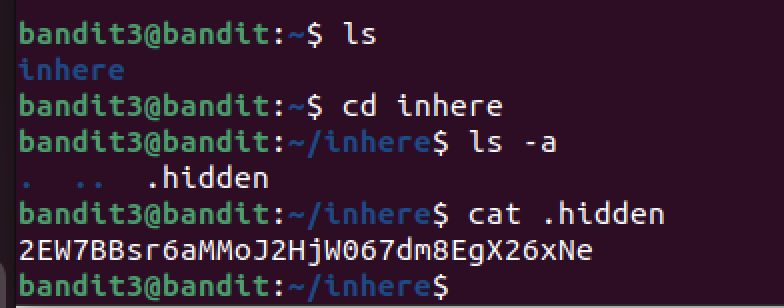 bandit3@bandit:~$ ls
inhere
bandit3@bandit:~$ cd inhere
bandit3@bandit:~/inhere$ ls -a
.  ..  .hidden
bandit3@bandit:~/inhere$ cat .hidden
2EW7BBsr6aMMoJ2HjW067dm8EgX26xNe
bandit3@bandit:~/inhere$